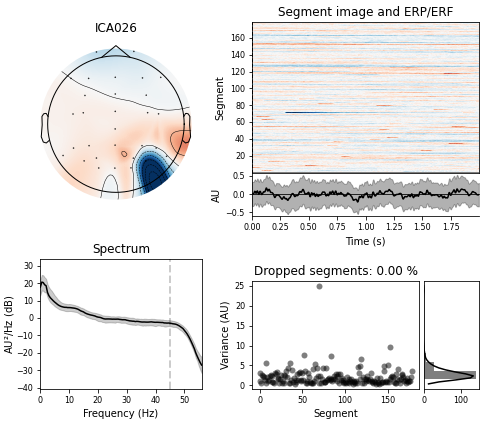 ICA026
Segment image and ERP/ERF
Segment
160
140
120
100
80
60
40
20
AU
0.5
0.0
−0.5
0.00 0.25 0.50 0.75 1.00 1.25 1.50 1.75
Time (s)
Spectrum
AU²/Hz (dB)
30
20
10
0
−10
−20
−30
−40
0 10 20 30 40 50
Frequency (Hz)
Dropped segments: 0.00 %
Variance (AU)
25
20
15
10
5
0
0 50 100 150
Segment
0 100